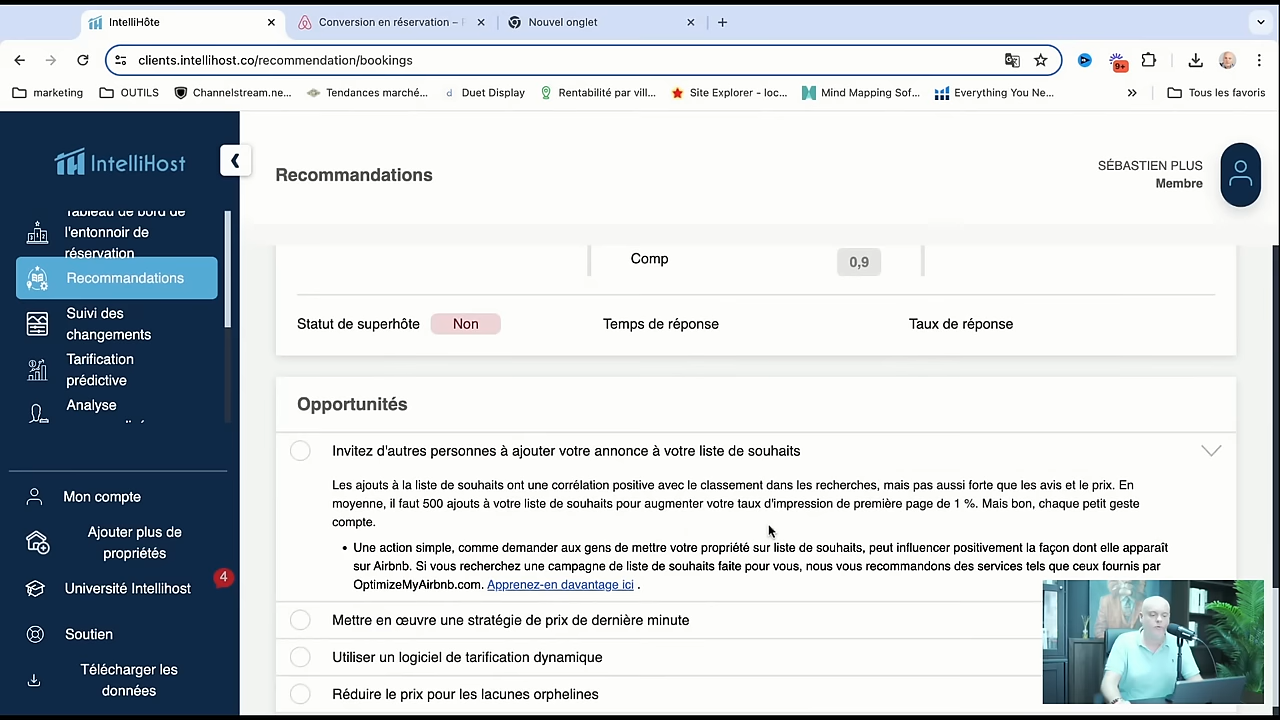 IntelliHôte
Conversion en réservation –
Nouvel onglet
clients.intellihost.co/recommendation/bookings
9+
marketing
OUTILS
Channelstream.ne...
Tendances marché...
Duet Display
Rentabilité par vill...
Site Explorer - loc...
Mind Mapping Sof...
Everything You Ne...
Tous les favoris
IntelliHost
Recommandations
SÉBASTIEN PLUS
Membre
Tableau de bord de
l'entonnoir de
réservation
Recommandations
Suivi des
changements
Tarification
prédictive
Analyse
Mon compte
Ajouter plus de
propriétés
Université Intellihost
4
Soutien
Télécharger les
données
Comp
0,9
Statut de superhôte
Non
Temps de réponse
Taux de réponse
Opportunités
Invitez d'autres personnes à ajouter votre annonce à votre liste de souhaits
Les ajouts à la liste de souhaits ont une corrélation positive avec le classement dans les recherches, mais pas aussi forte que les avis et le prix. En
moyenne, il faut 500 ajouts à votre liste de souhaits pour augmenter votre taux d'impression de première page de 1 %. Mais bon, chaque petit geste
compte.
• Une action simple, comme demander aux gens de mettre votre propriété sur liste de souhaits, peut influencer positivement la façon dont elle apparaît
sur Airbnb. Si vous recherchez une campagne de liste de souhaits faite pour vous, nous vous recommandons des services tels que ceux fournis par
OptimizeMyAirbnb.com. Apprenez-en davantage ici .
Mettre en œuvre une stratégie de prix de dernière minute
Utiliser un logiciel de tarification dynamique
Réduire le prix pour les lacunes orphelines